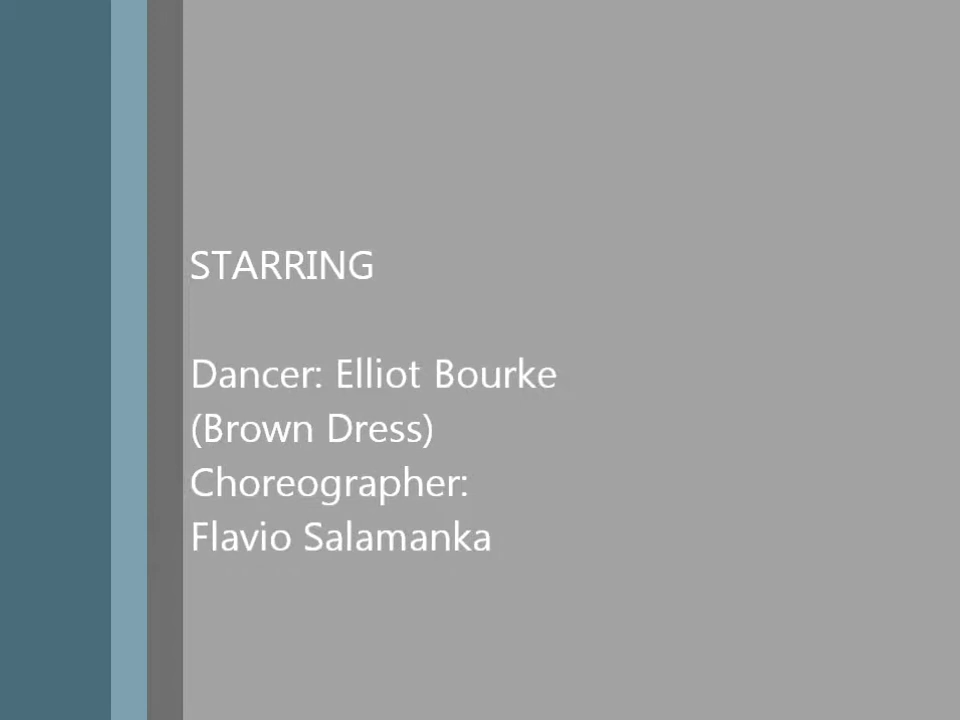 STARRING
Dancer: Elliot Bourke
(Brown Dress)
Choreographer:
Flavio Salamanka